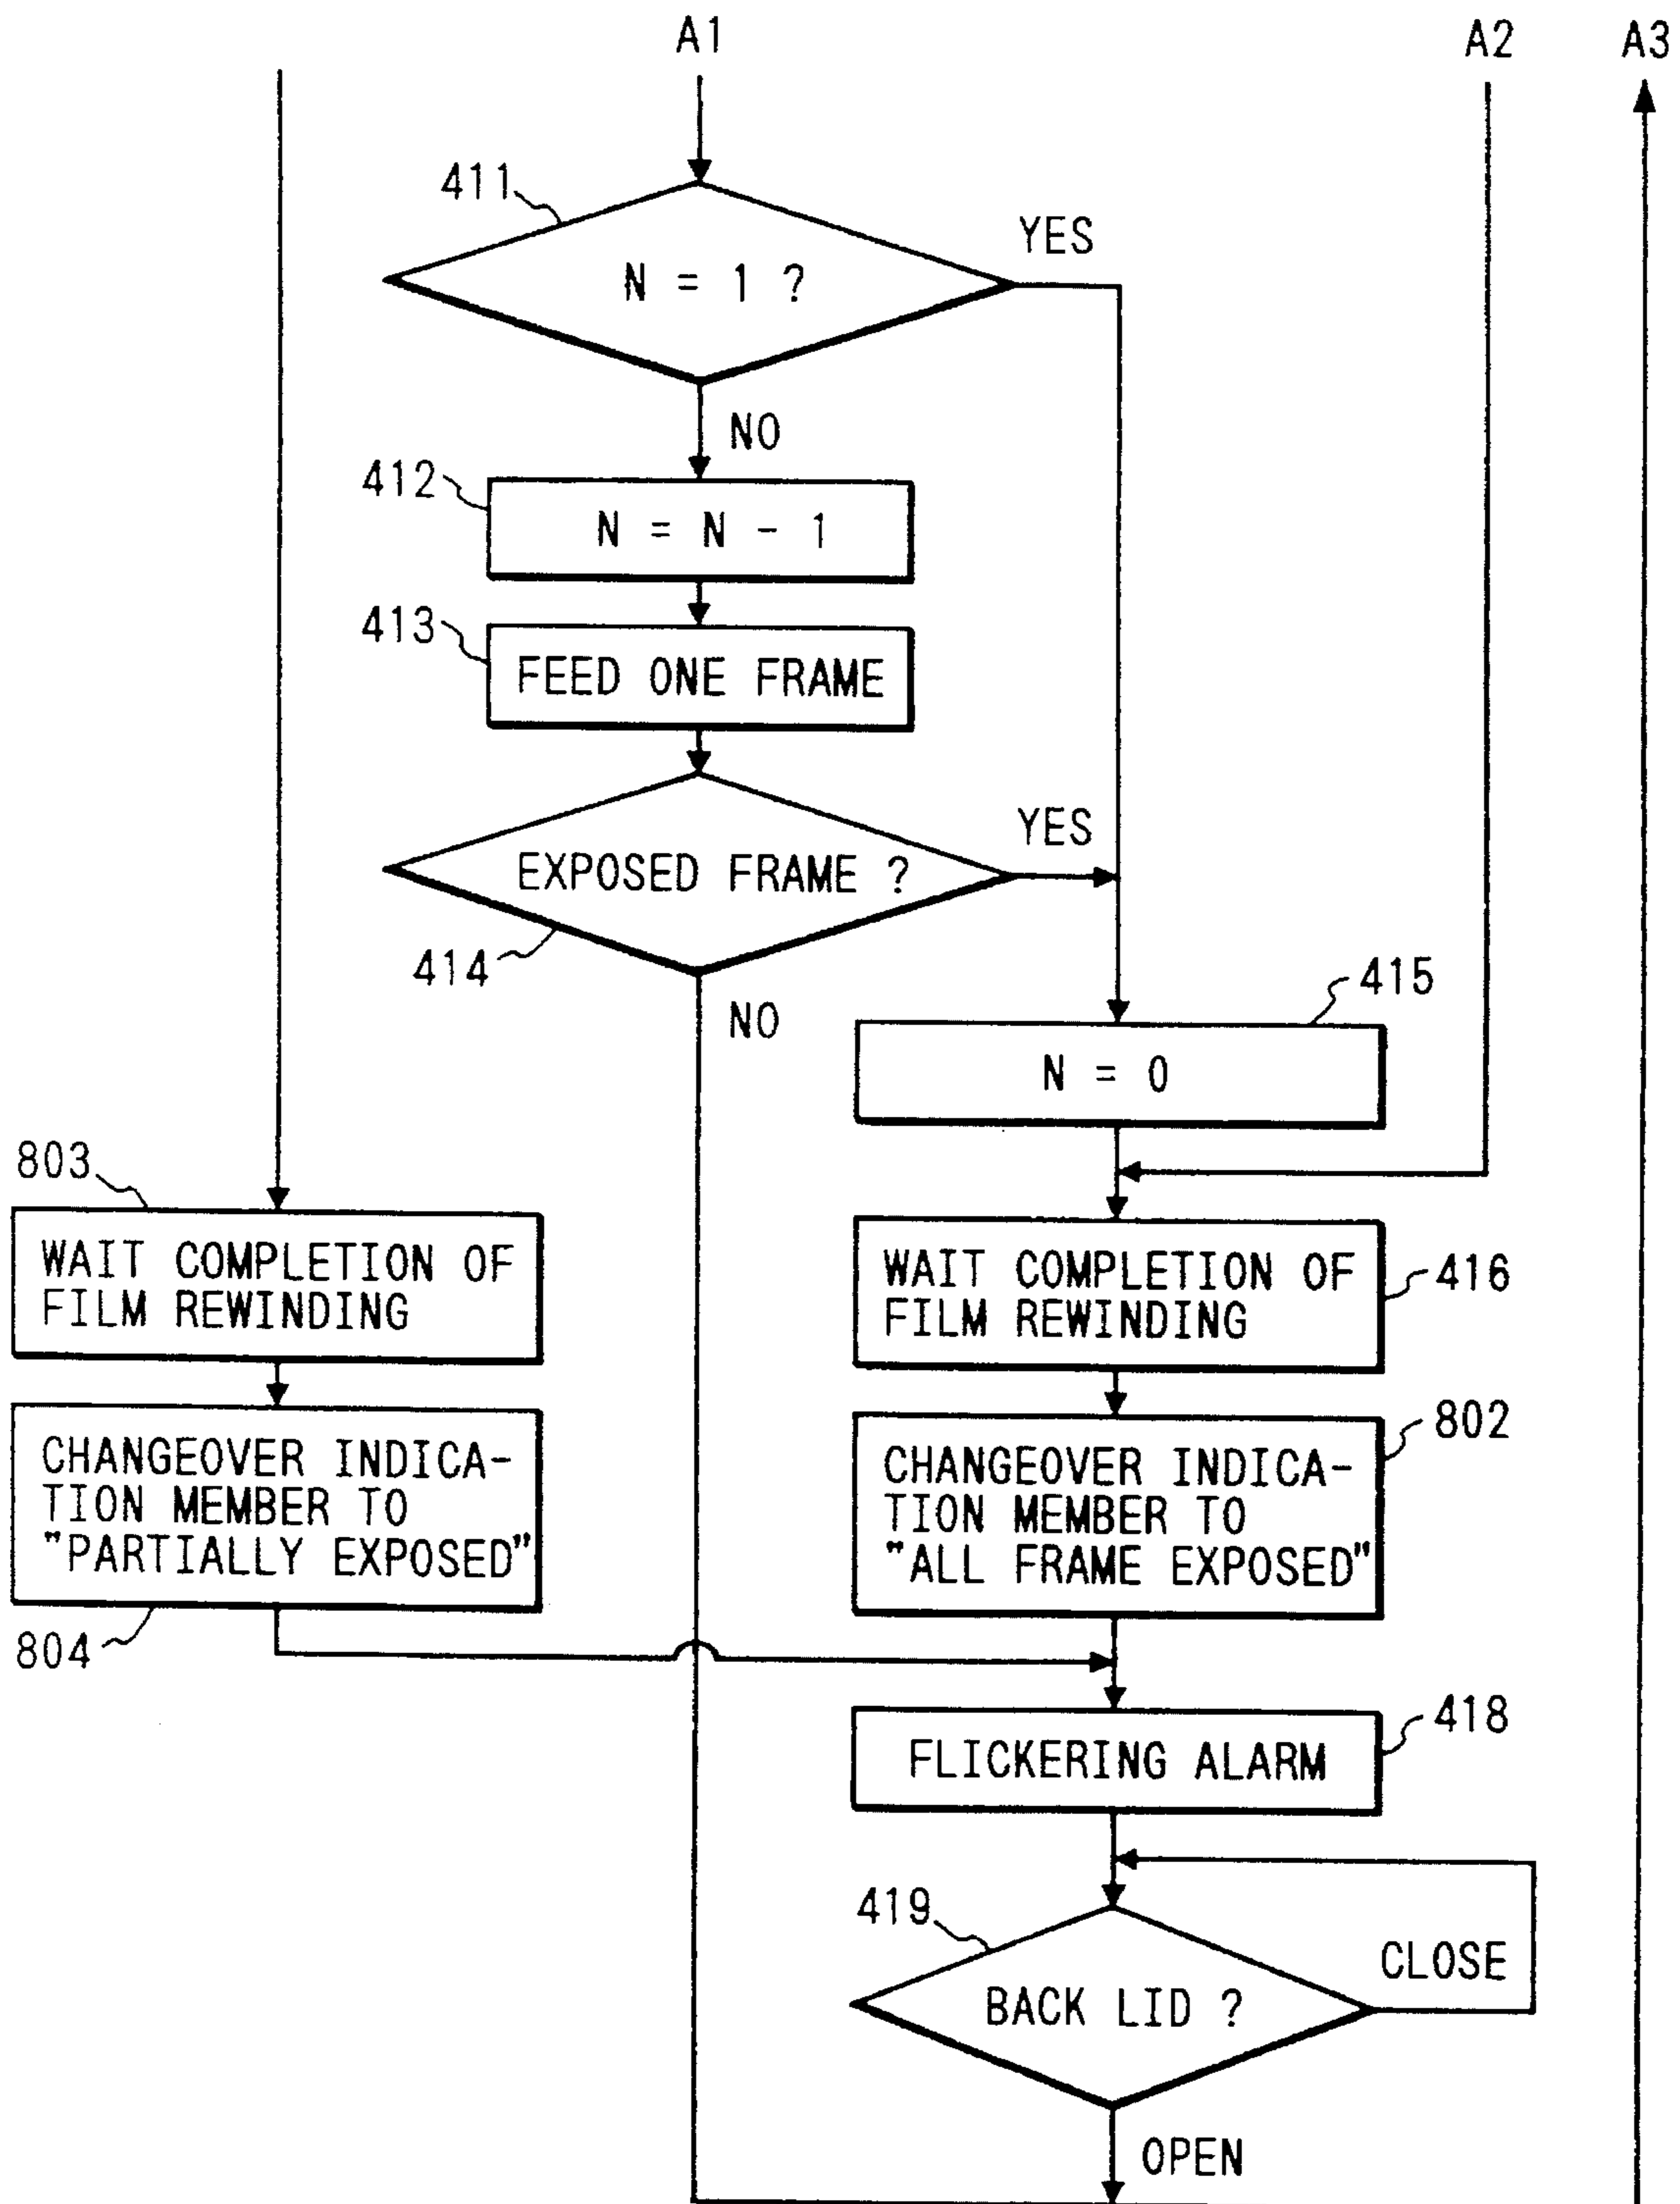 A1
A2
A3
411
N = 1 ?
YES
NO
412
N = N - 1
413
FEED ONE FRAME
EXPOSED FRAME ?
YES
414
NO
415
N = 0
803
WAIT COMPLETION OF
FILM REWINDING
WAIT COMPLETION OF
FILM REWINDING
416
CHANGEOVER INDICA-
TION MEMBER TO
"PARTIALLY EXPOSED"
804
802
CHANGEOVER INDICA-
TION MEMBER TO
"ALL FRAME EXPOSED"
418
FLICKERING ALARM
419
BACK LID ?
CLOSE
OPEN